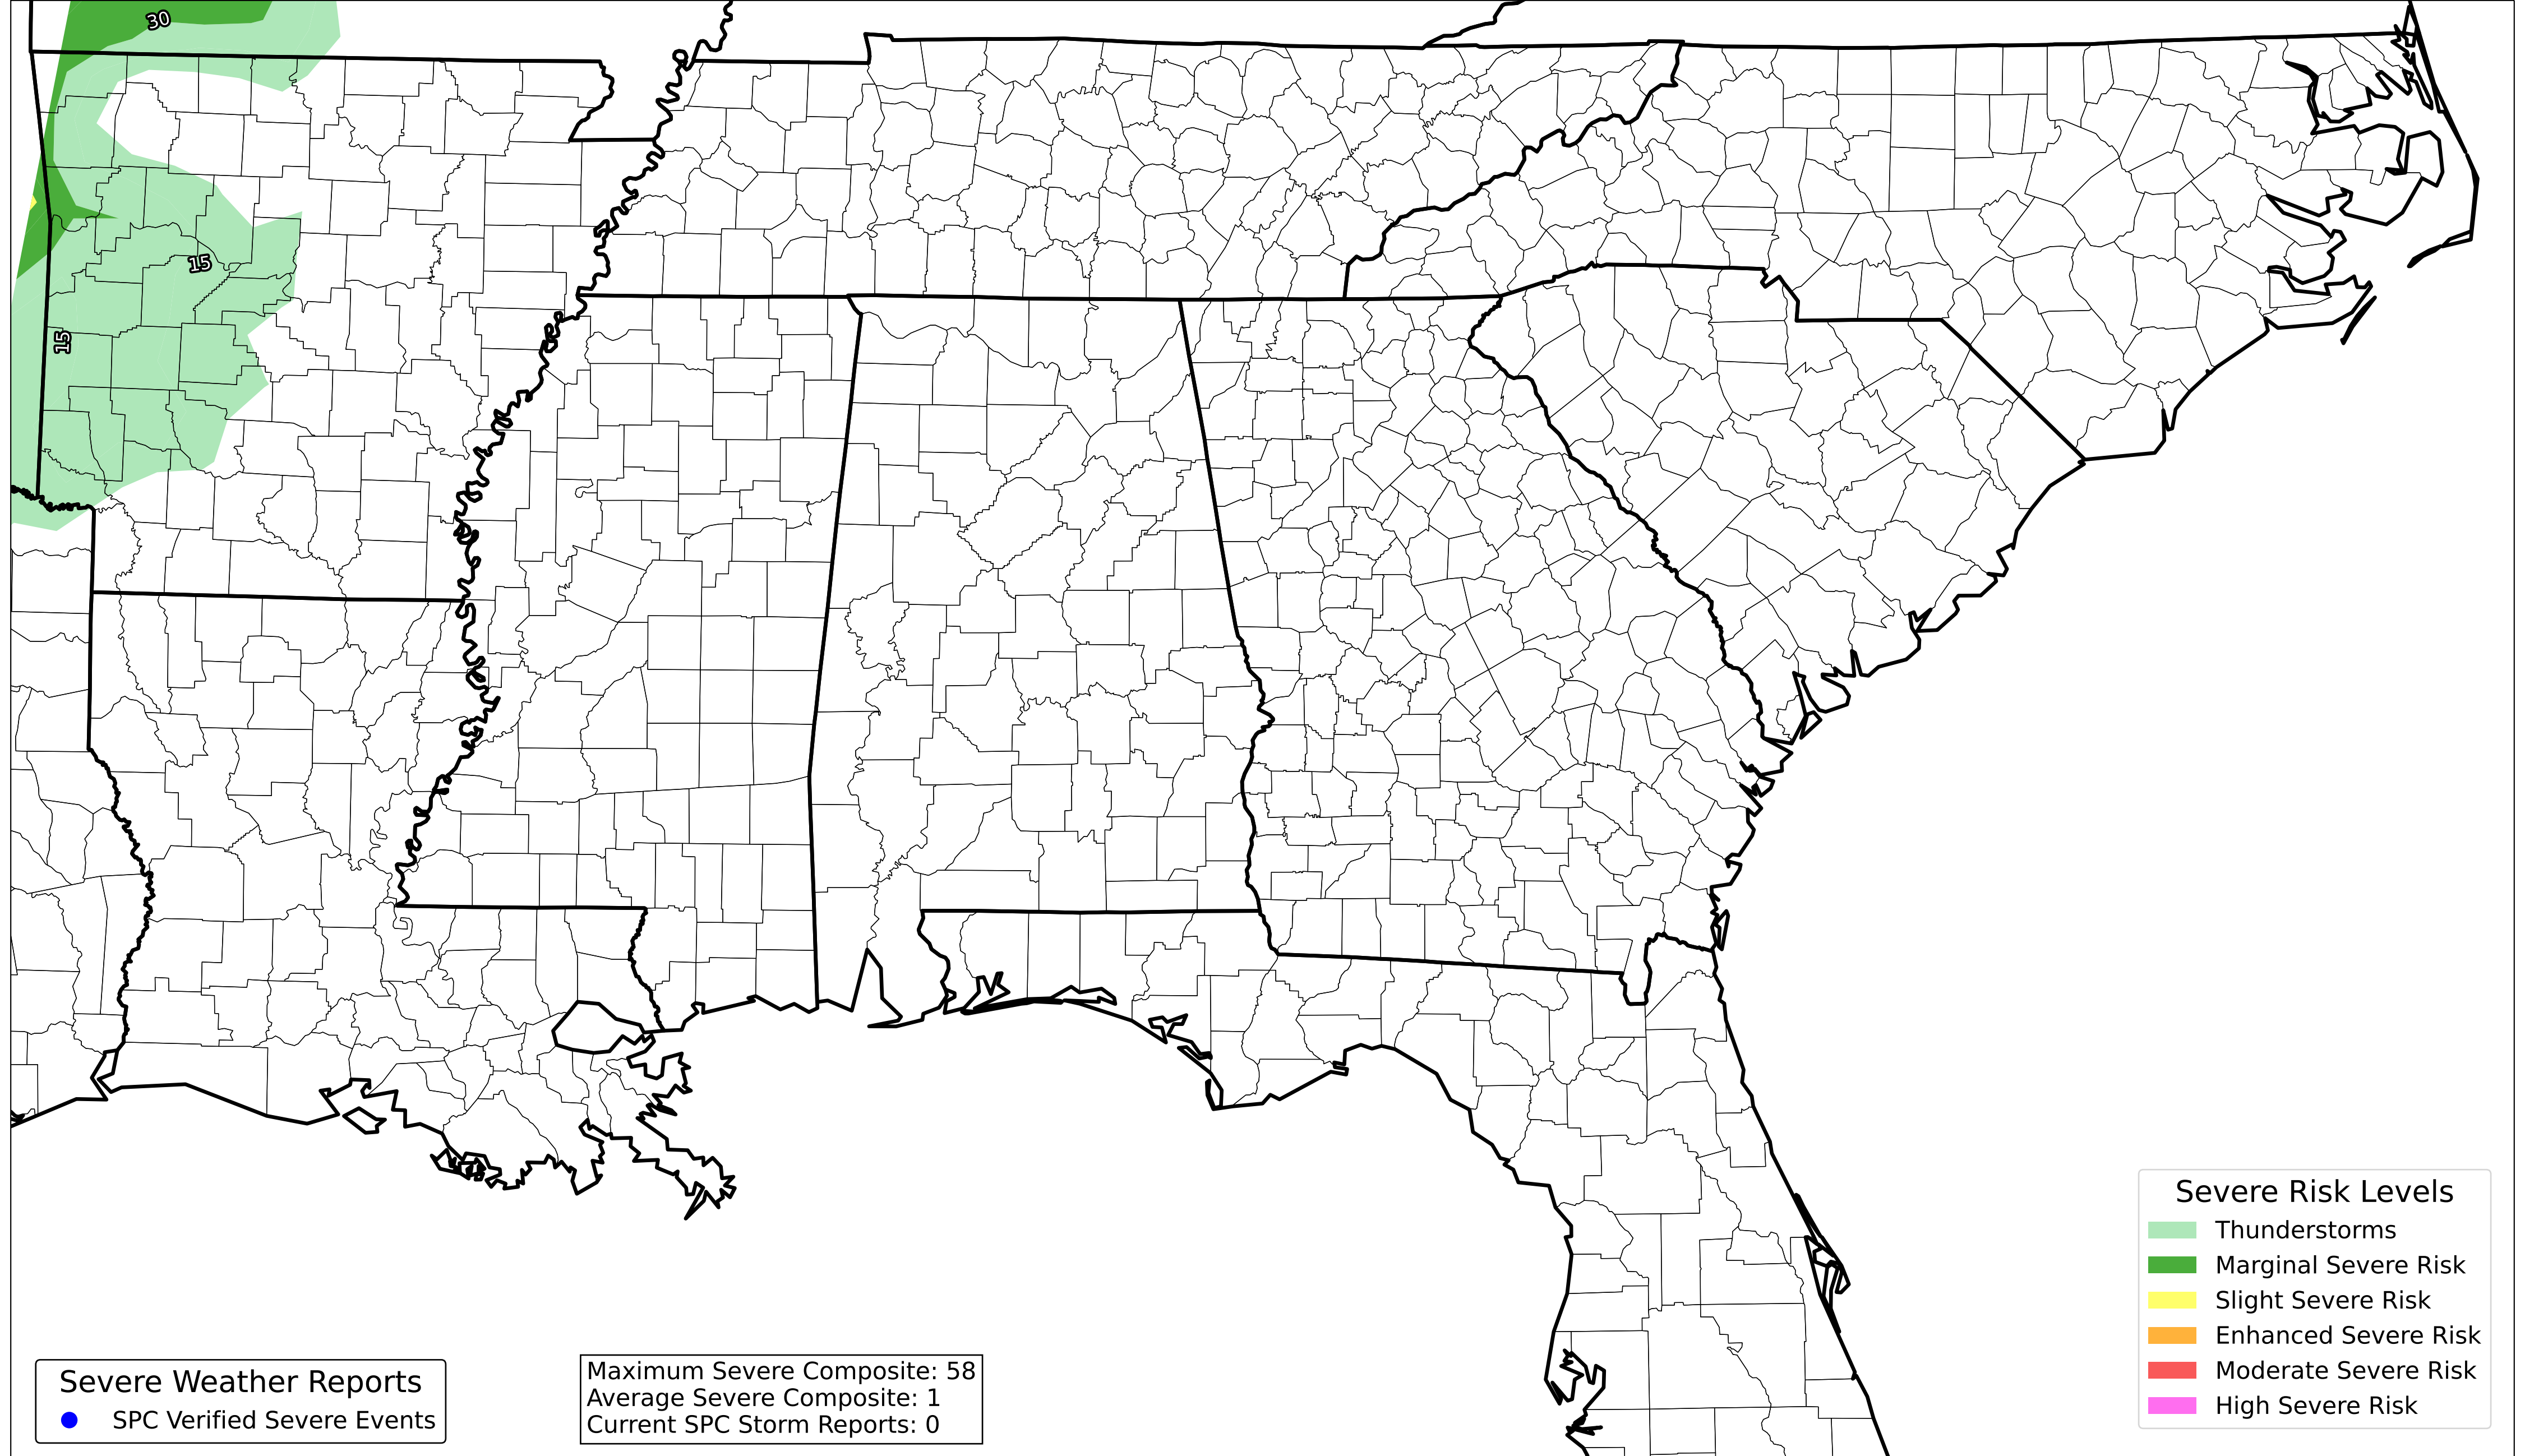 30
15
15
Severe Risk Levels
Thunderstorms
Marginal Severe Risk
Slight Severe Risk
Enhanced Severe Risk
Moderate Severe Risk
High Severe Risk
Severe Weather Reports
SPC Verified Severe Events
Maximum Severe Composite: 58
Average Severe Composite: 1
Current SPC Storm Reports: 0